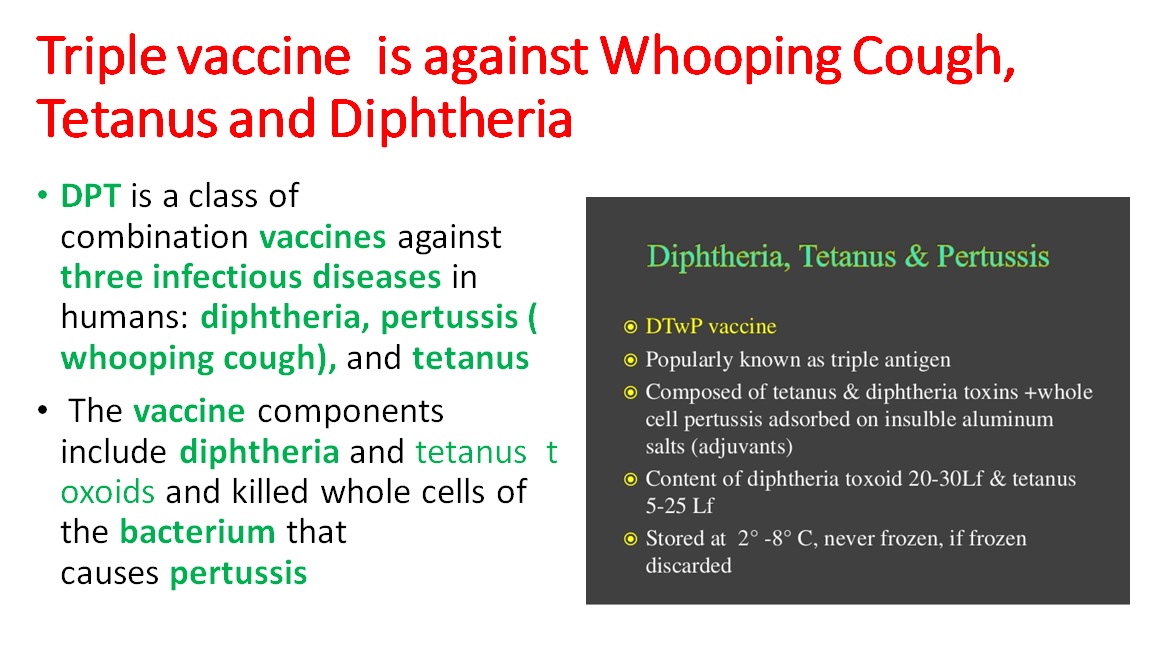 Triple vaccine is against Whooping Cough,
Tetanus and Diphtheria
• DPT is a class of
combination vaccines against
three infectious diseases in
humans: diphtheria, pertussis (
whooping cough), and tetanus
• The vaccine components
include diphtheria and tetanus t
oxoids and killed whole cells of
the bacterium that
causes pertussis
Diphtheria, Tetanus & Pertussis
DTwP vaccine
Popularly known as triple antigen
Composed of tetanus & diphtheria toxins +whole
cell pertussis adsorbed on insulble aluminum
salts (adjuvants)
Content of diphtheria toxoid 20-30Lf & tetanus
5-25 Lf
Stored at 2° -8° C, never frozen, if frozen
discarded